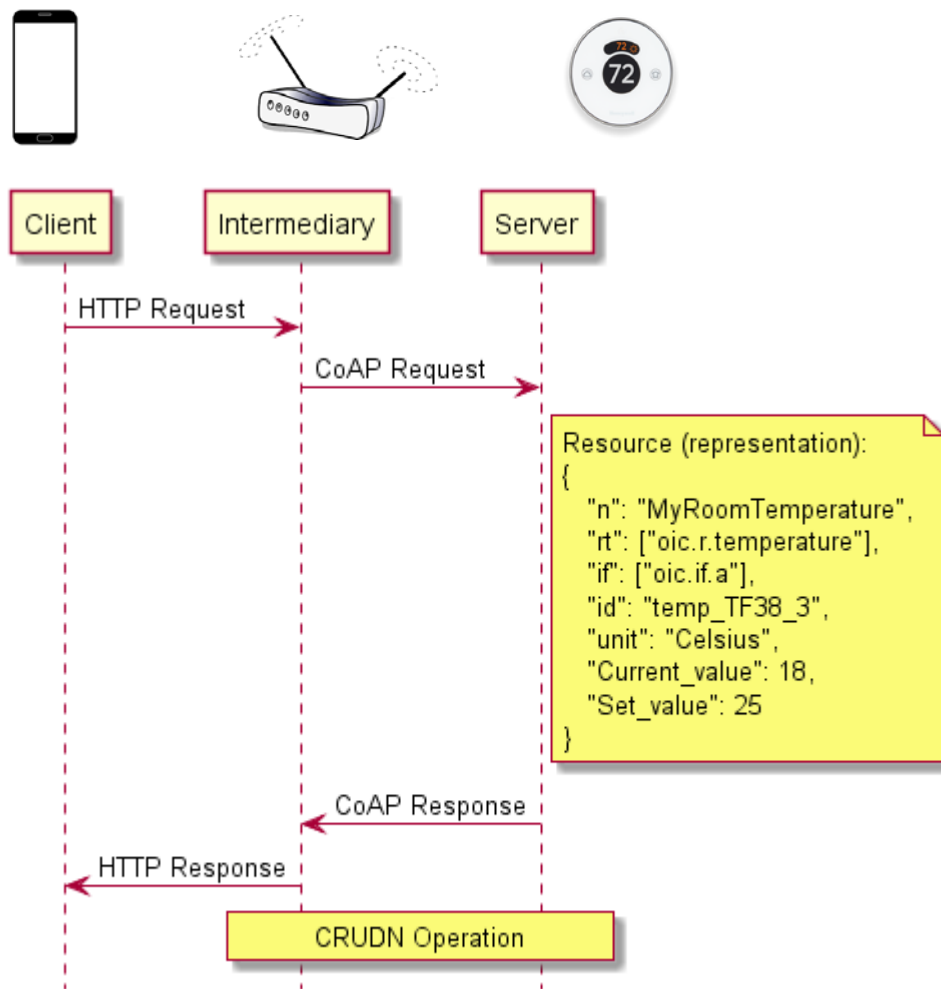 72
72
Client
Intermediary
Server
HTTP Request
CoAP Request
Resource (representation):
{
"n": "MyRoomTemperature",
"rt": ["oic.r.temperature"],
"if": ["oic.if.a"],
"id": "temp_TF38_3",
"unit": "Celsius",
"Current_value": 18,
"Set_value": 25
}
CoAP Response
HTTP Response
CRUDN Operation